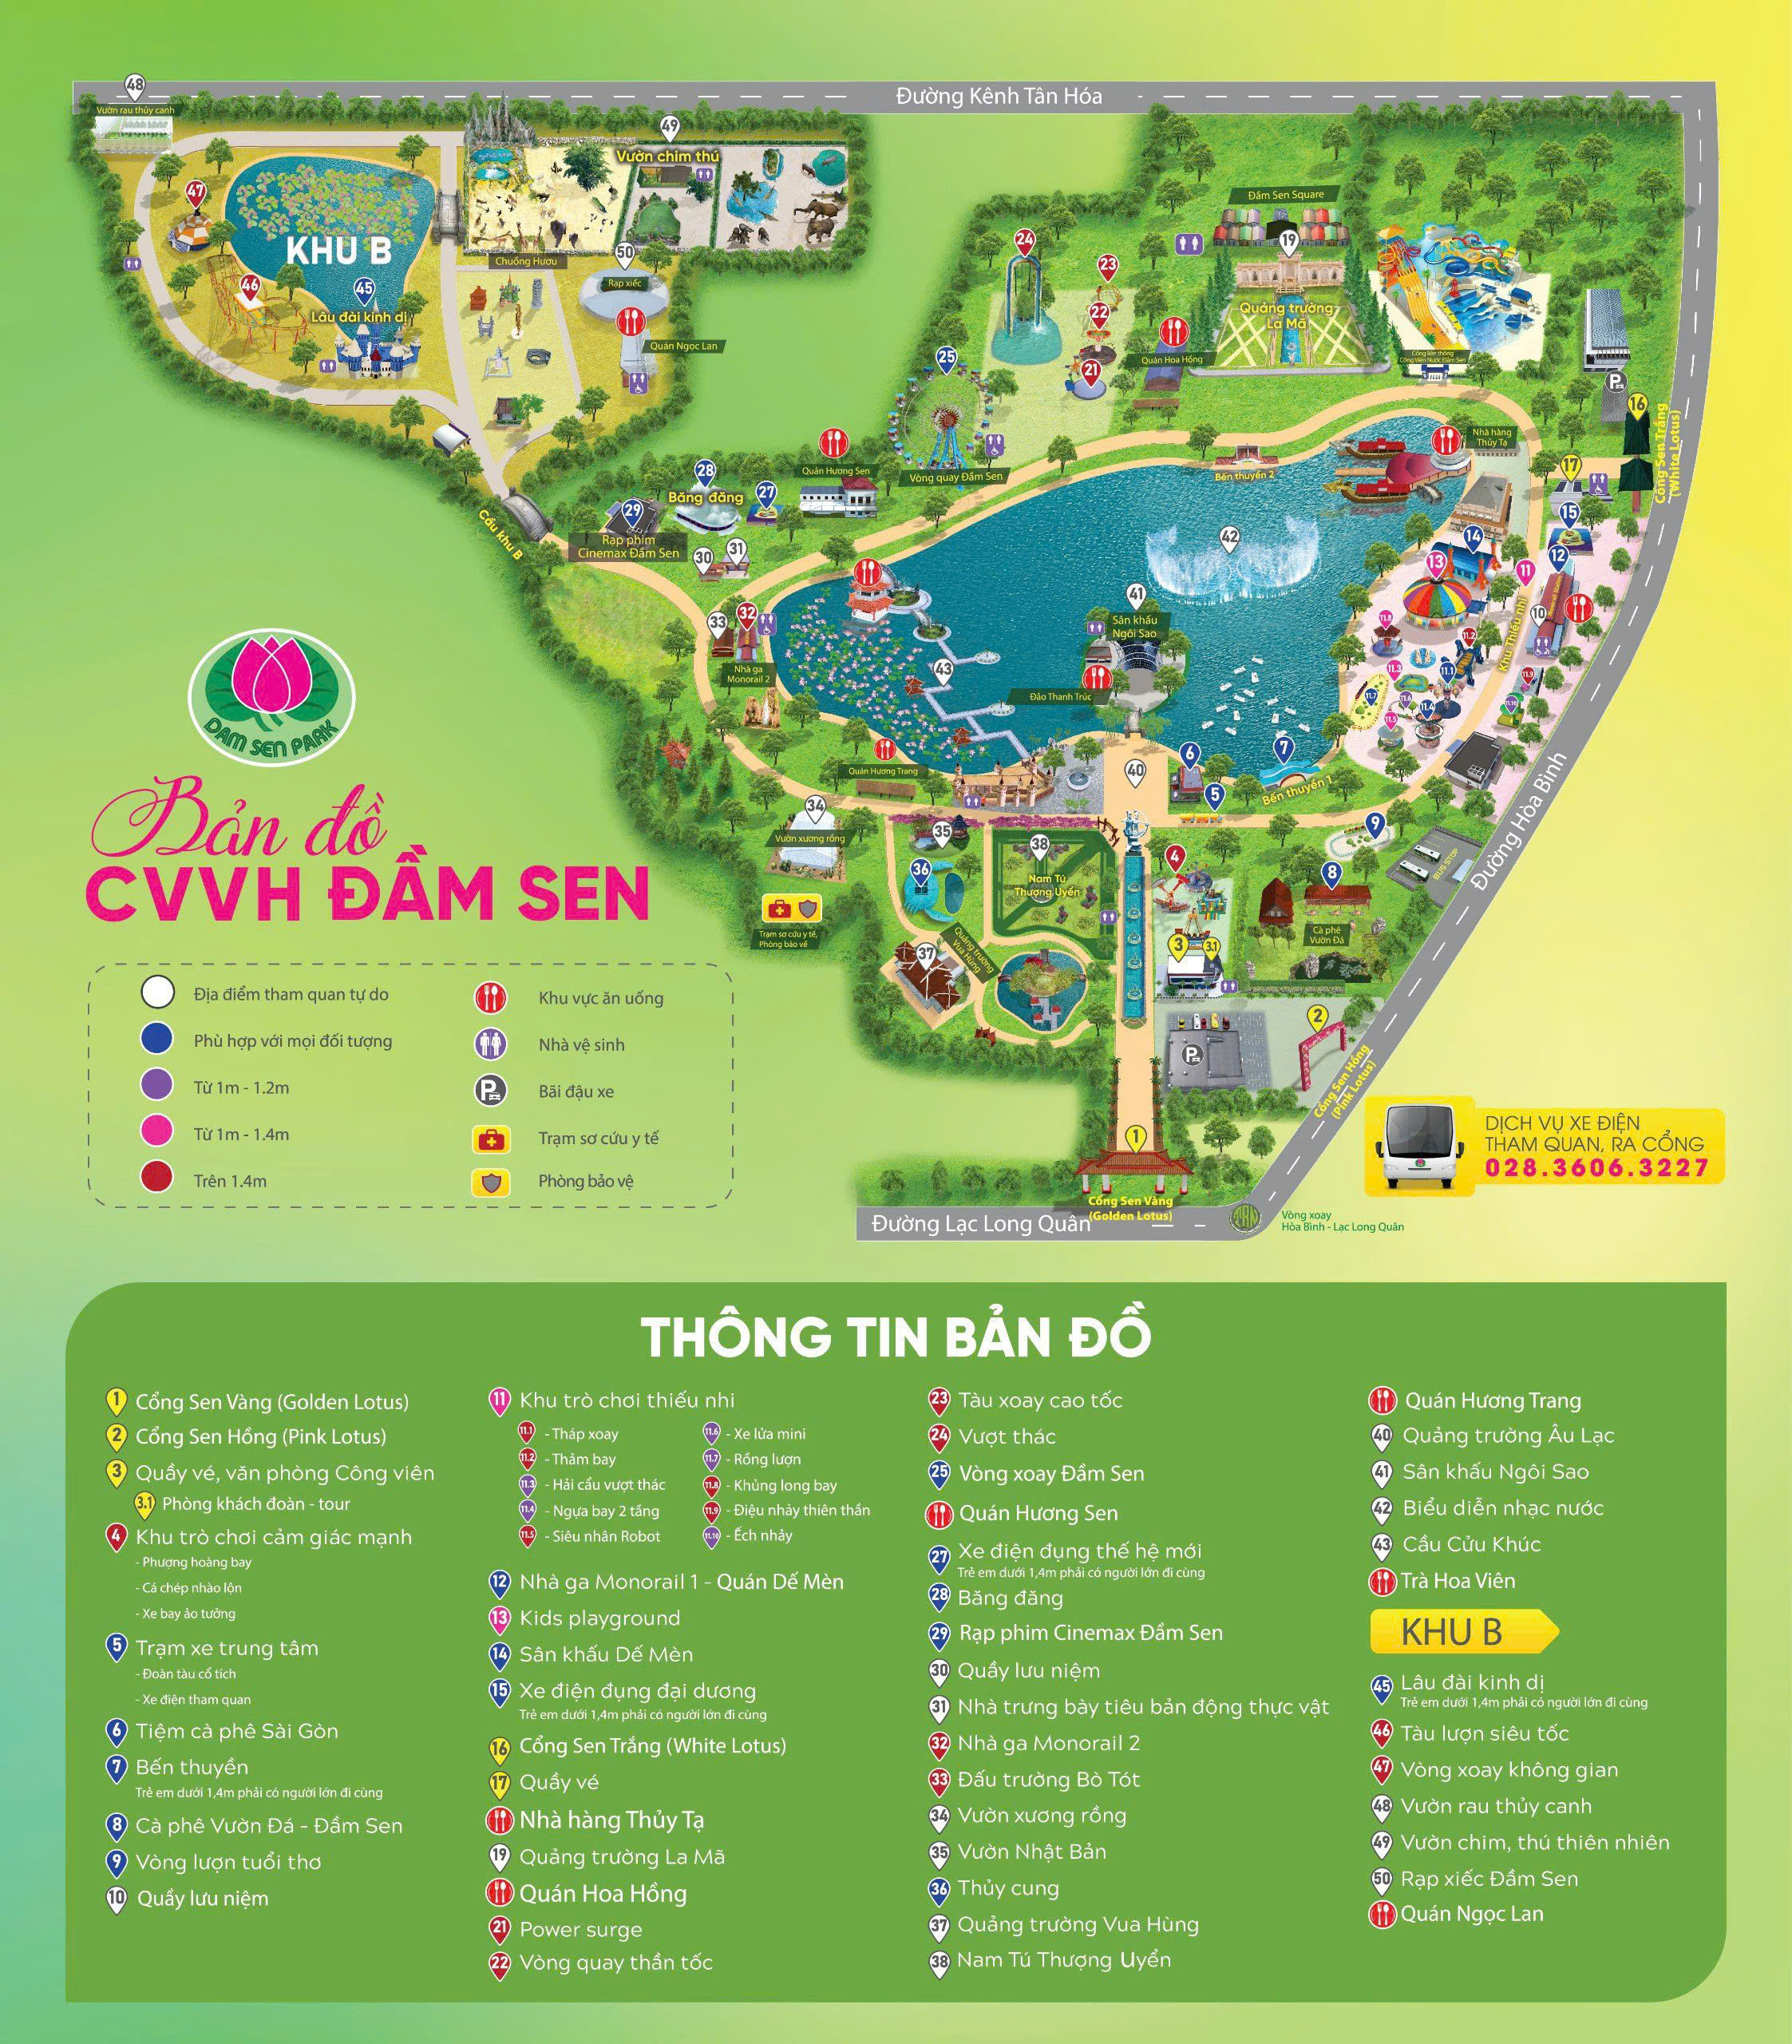 Đường Kênh Tân Hóa
48
Vườn rau thủy canh
49
Vườn chim thú
47
KHU B
46
45
Lâu đài kinh dị
Chuồng Hươu
50
Rạp xiếc
Quán Ngọc Lan
Cầu khu B
24
23
22
21
25
Vòng quay Đầm Sen
Đầm Sen Square
19
Quảng trường
La Mã
Quán Hoa Hồng
Cổng liên thông
Công Viên Nước Đầm Sen
P
16
Cổng Sen Trắng
(White Lotus)
17
Nhà hàng
Thủy Tạ
Bến thuyền 2
Quán Hương Sen
28
Băng đăng
27
29
Rạp phim
Cinemax Đầm Sen
30
31
42
15
14
12
13
11
10
Khu Thiếu nhi
11.8
11.2
11.3
11.1
11.9
11.7
11.6
11.4
11.5
11.10
41
Sân khấu
Ngôi Sao
Đảo Thanh Trúc
43
33
32
Nhà ga
Monorail 2
DAM SEN PARK
Bản đồ
CVVH ĐẦM SEN
Quán Hương Trang
40
6
5
7
Bến thuyền 1
Đường Hòa Bình
34
Vườn xương rồng
35
36
38
Nam Tú
Thượng Uyển
4
9
8
BUS STOP
Cà phê
Vườn Đá
Trạm sơ cứu y tế,
Phòng bảo vệ
37
Quảng trường
Vua Hùng
3
3.1
2
P
Cổng Sen Hồng
(Pink Lotus)
1
Cổng Sen Vàng
(Golden Lotus)
Đường Lạc Long Quân
Vòng xoay
Hòa Bình - Lạc Long Quân
DỊCH VỤ XE ĐIỆN
THAM QUAN, RA CỔNG
028.3606.3227
Địa điểm tham quan tự do
Phù hợp với mọi đối tượng
Từ 1m - 1.2m
Từ 1m - 1.4m
Trên 1.4m
Khu vực ăn uống
Nhà vệ sinh
P Bãi đậu xe
Trạm sơ cứu y tế
Phòng bảo vệ
THÔNG TIN BẢN ĐỒ
1 Cổng Sen Vàng (Golden Lotus)
2 Cổng Sen Hồng (Pink Lotus)
3 Quầy vé, văn phòng Công viên
3.1 Phòng khách đoàn - tour
4 Khu trò chơi cảm giác mạnh
- Phượng hoàng bay
- Cá chép nhào lộn
- Xe bay ảo tưởng
5 Trạm xe trung tâm
- Đoàn tàu cổ tích
- Xe điện tham quan
6 Tiệm cà phê Sài Gòn
7 Bến thuyền
Trẻ em dưới 1,4m phải có người lớn đi cùng
8 Cà phê Vườn Đá - Đầm Sen
9 Vòng lượn tuổi thơ
10 Quầy lưu niệm
11 Khu trò chơi thiếu nhi
11.1 - Tháp xoay
11.2 - Thảm bay
11.3 - Hải cẩu vượt thác
11.4 - Ngựa bay 2 tầng
11.5 - Siêu nhân Robot
11.6 - Xe lửa mini
11.7 - Rồng lượn
11.8 - Khủng long bay
11.9 - Điệu nhảy thiên thần
11.10 - Ếch nhảy
12 Nhà ga Monorail 1 - Quán Dế Mèn
13 Kids playground
14 Sân khấu Dế Mèn
15 Xe điện đụng đại dương
Trẻ em dưới 1,4m phải có người lớn đi cùng
16 Cổng Sen Trắng (White Lotus)
17 Quầy vé
Nhà hàng Thủy Tạ
19 Quảng trường La Mã
Quán Hoa Hồng
21 Power surge
22 Vòng quay thần tốc
23 Tàu xoay cao tốc
24 Vượt thác
25 Vòng xoay Đầm Sen
Quán Hương Sen
27 Xe điện đụng thế hệ mới
Trẻ em dưới 1,4m phải có người lớn đi cùng
28 Băng đăng
29 Rạp phim Cinemax Đầm Sen
30 Quầy lưu niệm
31 Nhà trưng bày tiêu bản động thực vật
32 Nhà ga Monorail 2
33 Đấu trường Bò Tót
34 Vườn xương rồng
35 Vườn Nhật Bản
36 Thủy cung
37 Quảng trường Vua Hùng
38 Nam Tú Thượng Uyển
Quán Hương Trang
40 Quảng trường Âu Lạc
41 Sân khấu Ngôi Sao
42 Biểu diễn nhạc nước
43 Cầu Cửu Khúc
Trà Hoa Viên
KHU B
45 Lâu đài kinh dị
Trẻ em dưới 1,4m phải có người lớn đi cùng
46 Tàu lượn siêu tốc
47 Vòng xoay không gian
48 Vườn rau thủy canh
49 Vườn chim, thú thiên nhiên
50 Rạp xiếc Đầm Sen
Quán Ngọc Lan